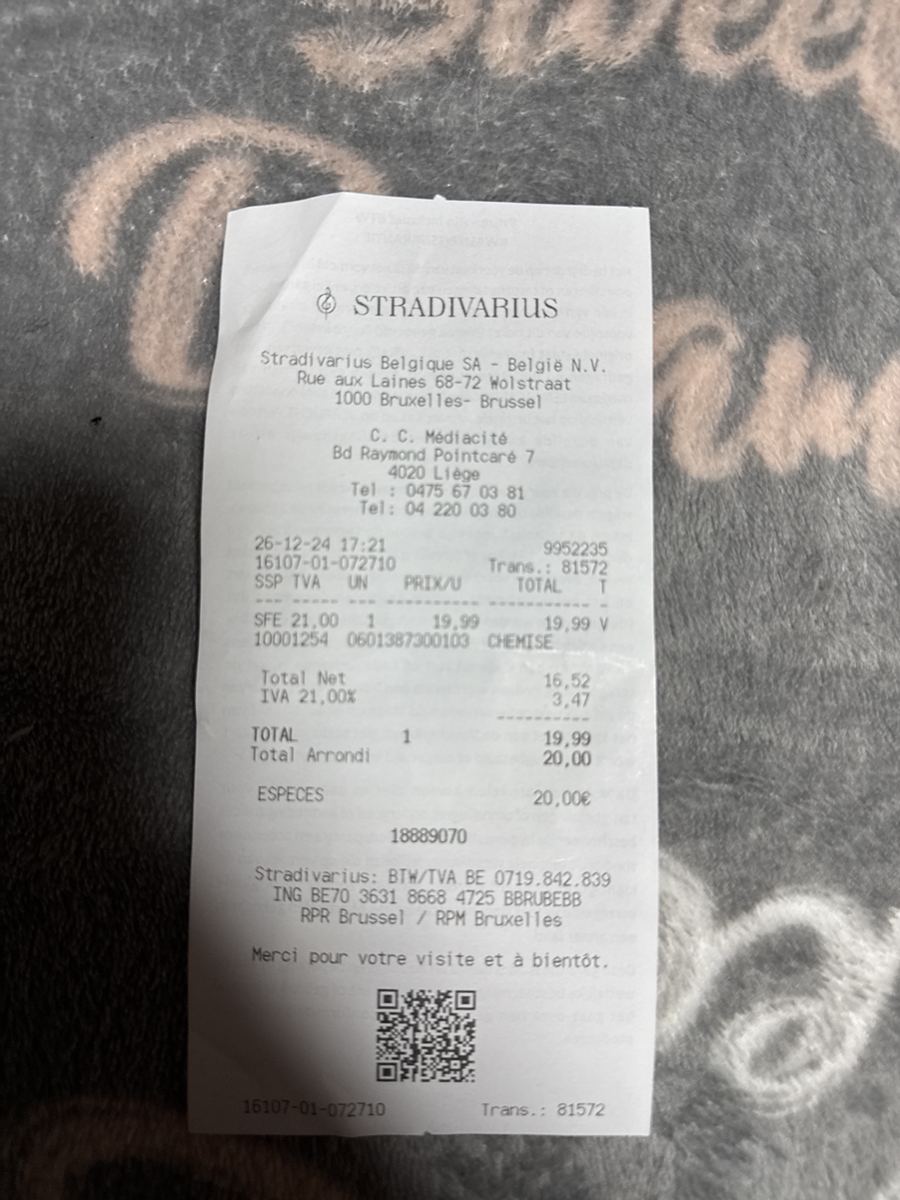 STRADIVARIUS
Stradivarius Belgique SA - België N.V.
Rue aux Laines 68-72 Wolstraat
1000 Bruxelles- Brussel
C. C. Médiacité
Bd Raymond Pointcaré 7
4020 Liège
Tel : 0475 67 03 81
Tel: 04 220 03 80
26-12-24 17:21 9952235
16107-01-072710 Trans.: 81572
SSP TVA UN PRIX/U TOTAL T
--- ----- --- ---------- ----------- -
SFE 21,00 1 19,99 19,99 V
10001254 0601387300103 CHEMISE
Total Net 16,52
IVA 21,00% 3,47
----------
TOTAL 1 19,99
Total Arrondi 20,00
ESPECES 20,00€
18889070
Stradivarius: BTW/TVA BE 0719.842.839
ING BE70 3631 8668 4725 BBRUBEBB
RPR Brussel / RPM Bruxelles
Merci pour votre visite et à bientôt.
16107-01-072710 Trans.: 81572